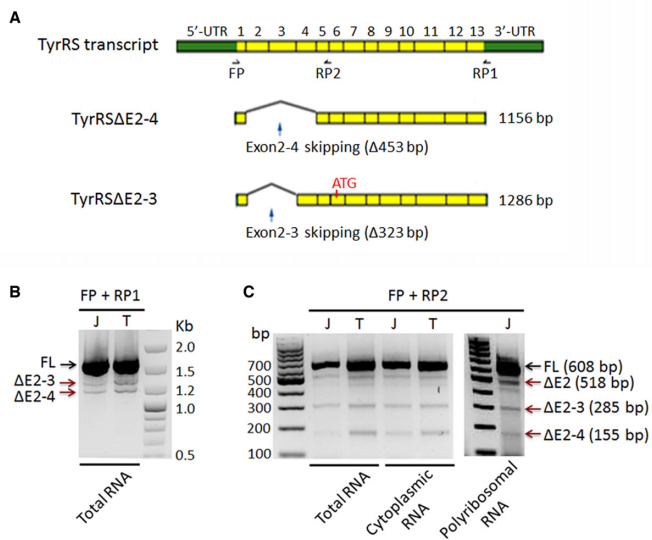 A
5'-UTR 1 2 3 4 5 6 7 8 9 10 11 12 13 3'-UTR
TyrRS transcript
FP RP2 RP1
TyrRSΔE2-4 1156 bp
Exon2-4 skipping (Δ453 bp)
ATG
TyrRSΔE2-3 1286 bp
Exon2-3 skipping (Δ323 bp)
B
FP + RP1
J T Kb
FL
ΔE2-3
ΔE2-4
2.0
1.5
1.2
1.0
0.5
Total RNA
C
FP + RP2
bp J T J T J
700
500
400
300
200
100
FL (608 bp)
ΔE2 (518 bp)
ΔE2-3 (285 bp)
ΔE2-4 (155 bp)
Total RNA
Cytoplasmic
RNA
Polyribosomal
RNA